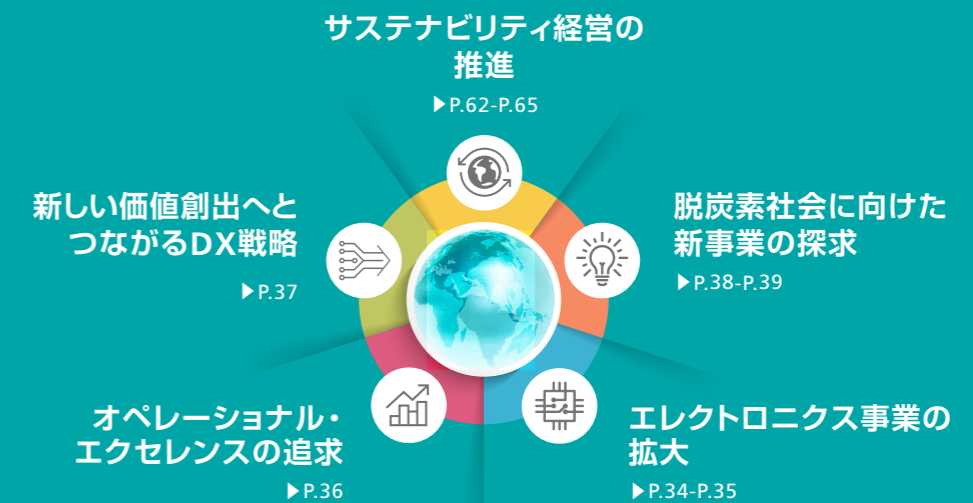 サステナビリティ経営の
推進
▶P.62-P.65
新しい価値創出へと
つながるDX戦略
▶P.37
脱炭素社会に向けた
新事業の探求
▶P.38-P.39
オペレーショナル・
エクセレンスの追求
▶P.36
エレクトロニクス事業の
拡大
▶P.34-P.35